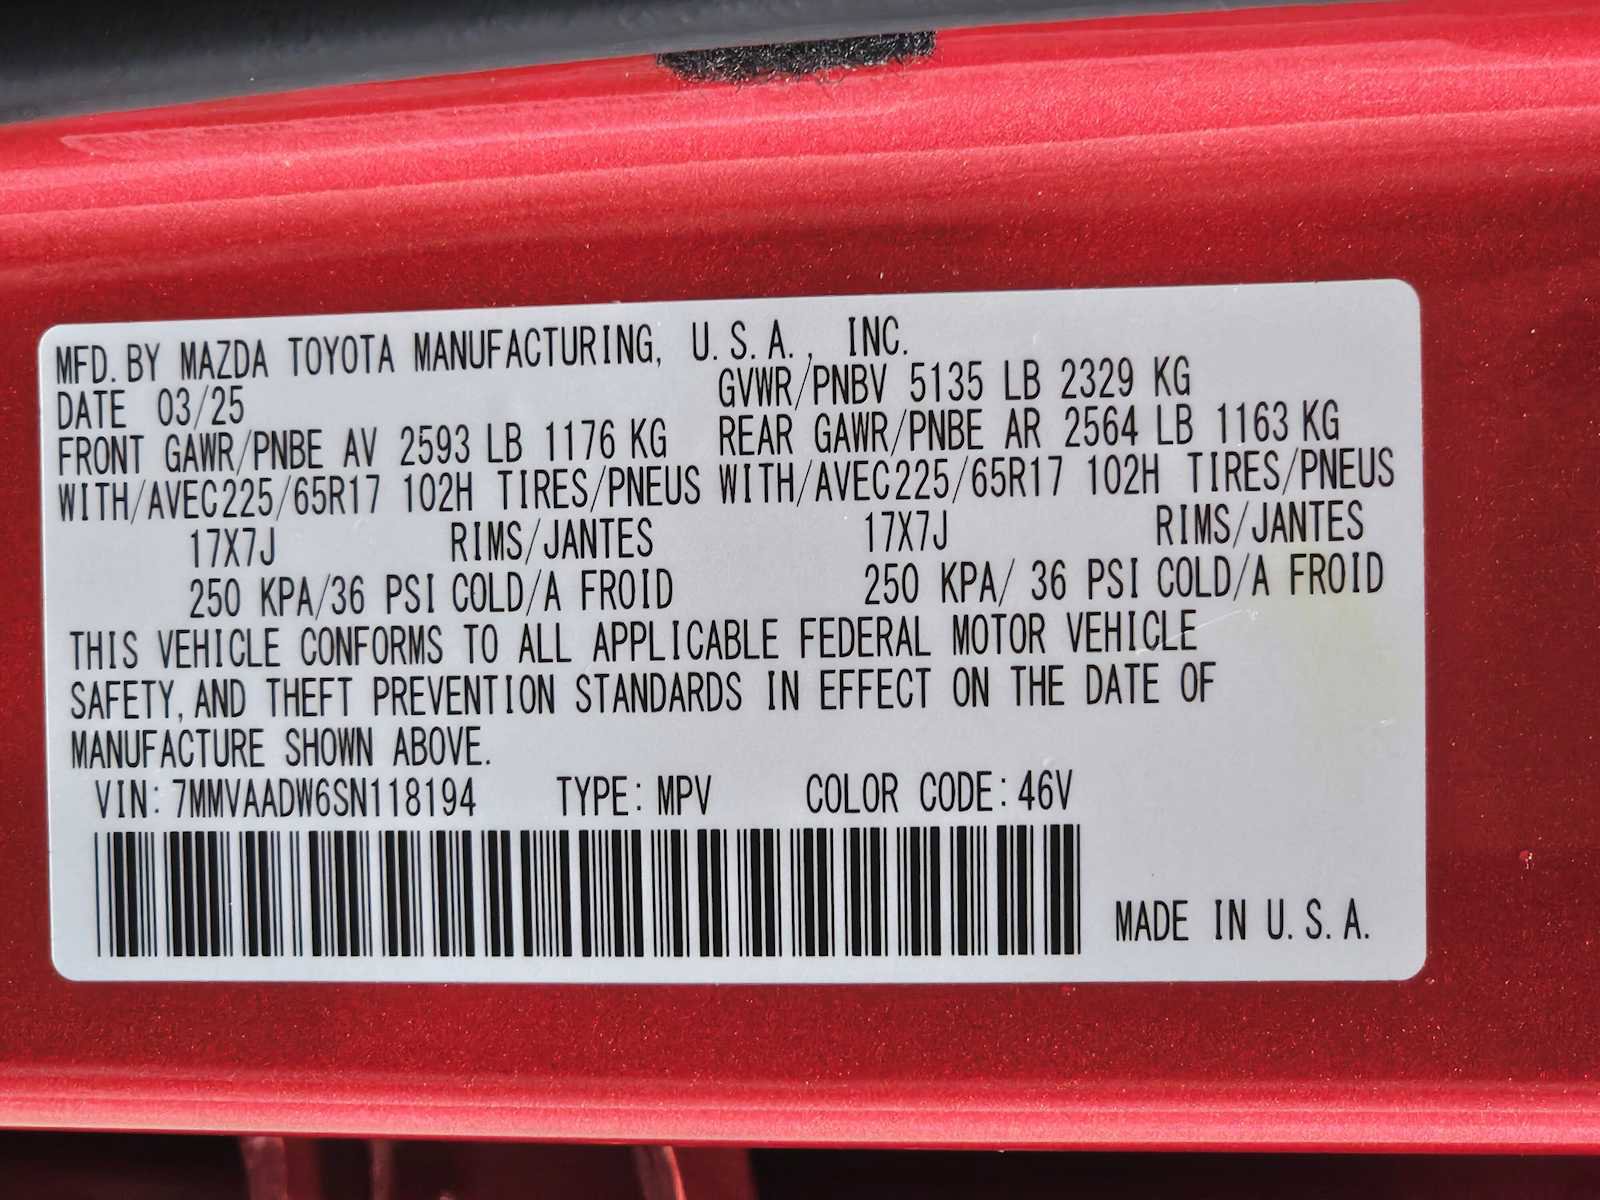 MFD. BY MAZDA TOYOTA MANUFACTURING, U.S.A., INC.
DATE 03/25 GVWR/PNBV 5135 LB 2329 KG
FRONT GAWR/PNBE AV 2593 LB 1176 KG REAR GAWR/PNBE AR 2564 LB 1163 KG
WITH/AVEC225/65R17 102H TIRES/PNEUS WITH/AVEC225/65R17 102H TIRES/PNEUS
17X7J RIMS/JANTES 17X7J RIMS/JANTES
250 KPA/36 PSI COLD/A FROID 250 KPA/ 36 PSI COLD/A FROID
THIS VEHICLE CONFORMS TO ALL APPLICABLE FEDERAL MOTOR VEHICLE
SAFETY, AND THEFT PREVENTION STANDARDS IN EFFECT ON THE DATE OF
MANUFACTURE SHOWN ABOVE.
VIN: 7MMVAADW6SN118194 TYPE: MPV COLOR CODE: 46V
MADE IN U.S.A.